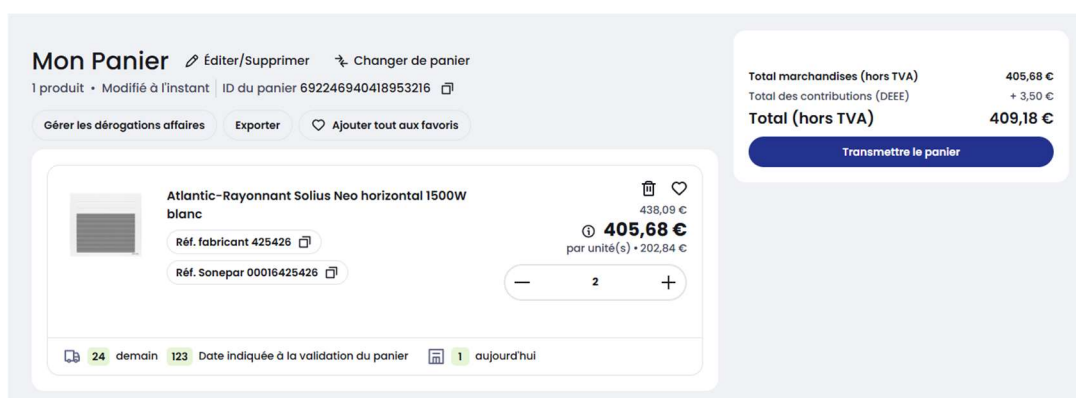 Mon Panier Éditer/Supprimer Changer de panier
1 produit • Modifié à l'instant ID du panier 692246940418953216
Gérer les dérogations affaires Exporter Ajouter tout aux favoris
Atlantic-Rayonnant Solius Neo horizontal 1500W
blanc
Réf. fabricant 425426
Réf. Sonepar 00016425426
438,09 €
405,68 €
par unité(s) • 202,84 €
2
24 demain 123 Date indiquée à la validation du panier 1 aujourd'hui
Total marchandises (hors TVA) 405,68 €
Total des contributions (DEEE) + 3,50 €
Total (hors TVA) 409,18 €
Transmettre le panier